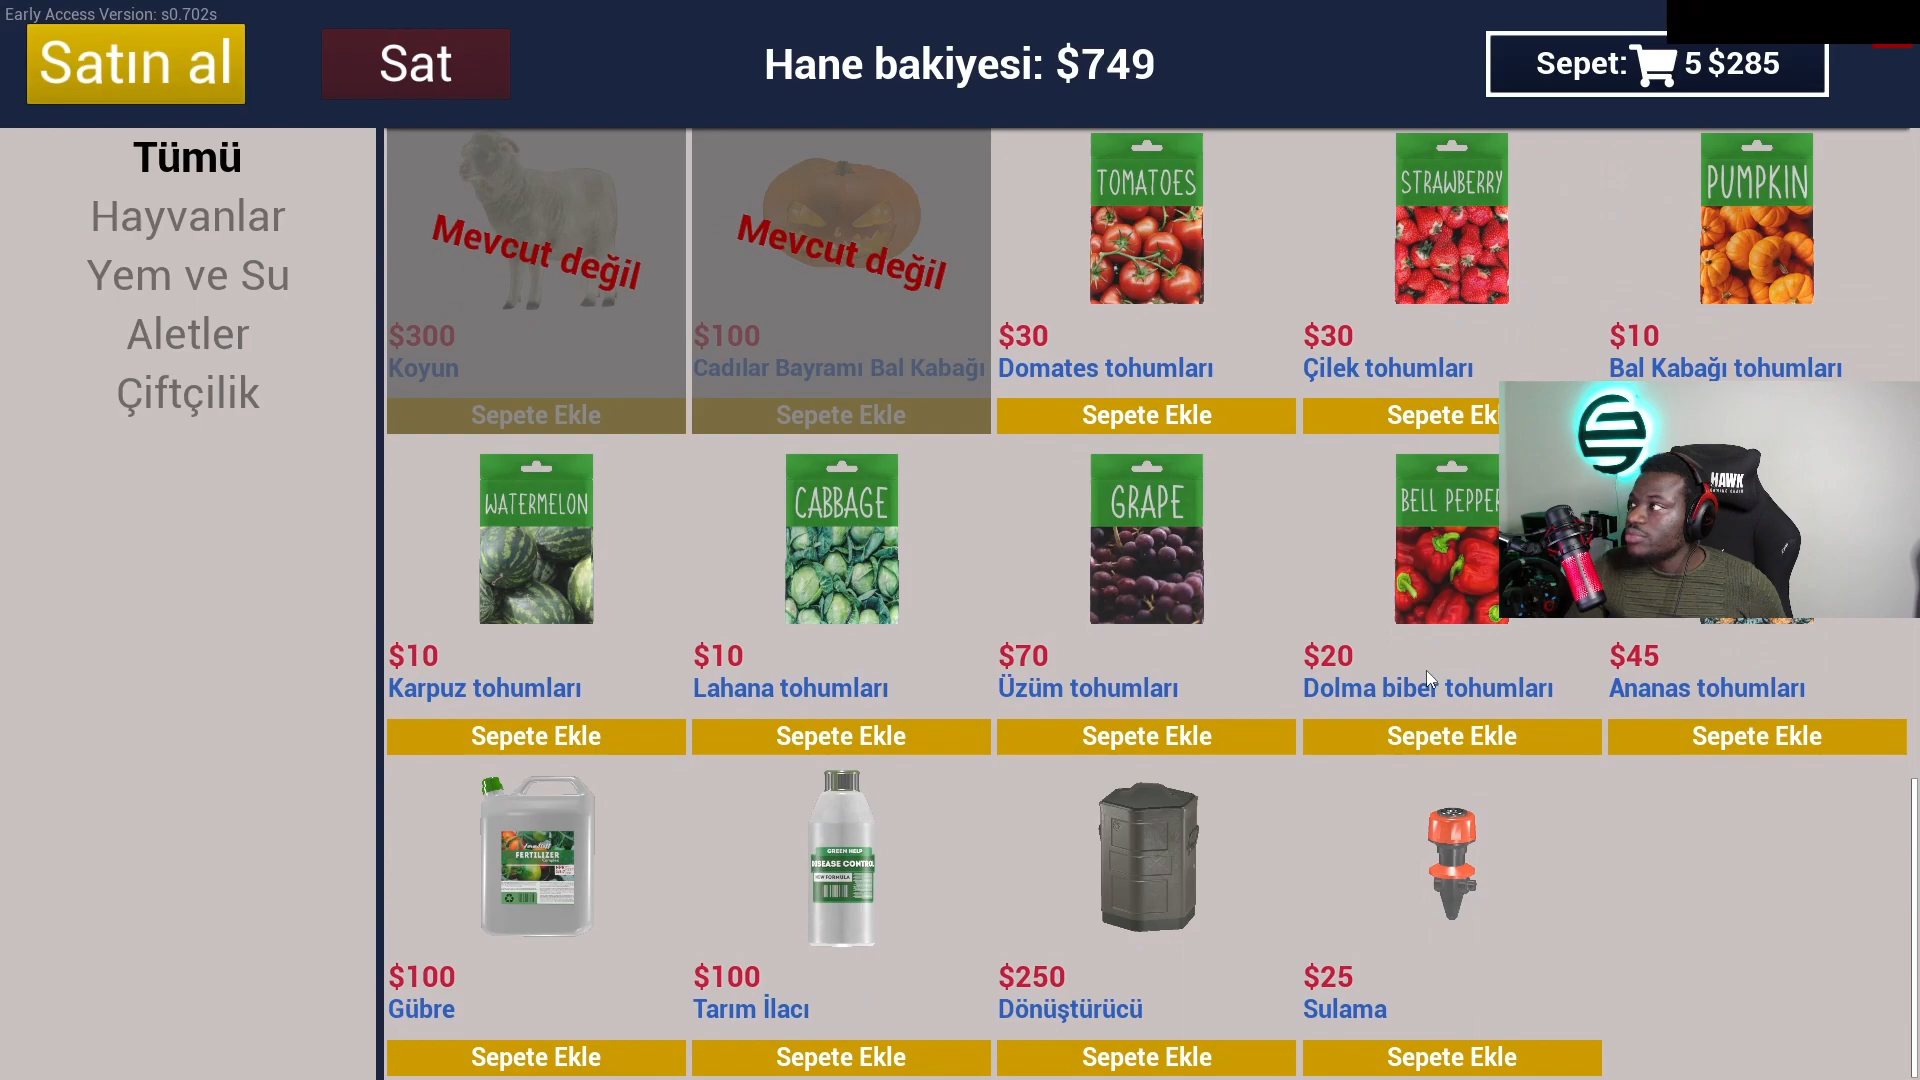 Early Access Version: s0.702s
Satın al
Sat
Hane bakiyesi: $749
Sepet: 5 $285
Tümü
Hayvanlar
Yem ve Su
Aletler
Çiftçilik
Mevcut değil
$300
Koyun
Sepete Ekle
Mevcut değil
$100
Cadılar Bayramı Bal Kabağı
Sepete Ekle
TOMATOES
$30
Domates tohumları
Sepete Ekle
STRAWBERRY
$30
Çilek tohumları
Sepete Ek
PUMPKIN
$10
Bal Kabağı tohumları
HAWK
WATERMELON
$10
Karpuz tohumları
Sepete Ekle
CABBAGE
$10
Lahana tohumları
Sepete Ekle
GRAPE
$70
Üzüm tohumları
Sepete Ekle
BELL PEPPER
$20
Dolma biber tohumları
Sepete Ekle
$45
Ananas tohumları
Sepete Ekle
FERTILIZER
$100
Gübre
Sepete Ekle
GREEN HELP
DISEASE CONTROL
NEW FORMULA
$100
Tarım İlacı
Sepete Ekle
$250
Dönüştürücü
Sepete Ekle
$25
Sulama
Sepete Ekle